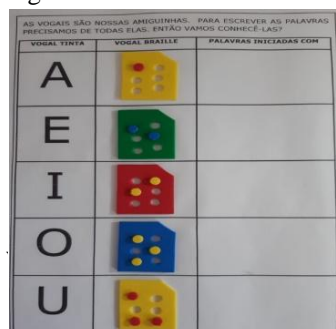 AS VOGAIS SÃO NOSSAS AMIGUINHAS. PARA ESCREVER AS PALAVRAS
PRECISAMOS DE TODAS ELAS. ENTÃO VAMOS CONHECÊ-LAS?
VOGAL TINTA VOGAL BRAILLE PALAVRAS INICIADAS COM
A
E
I
O
U